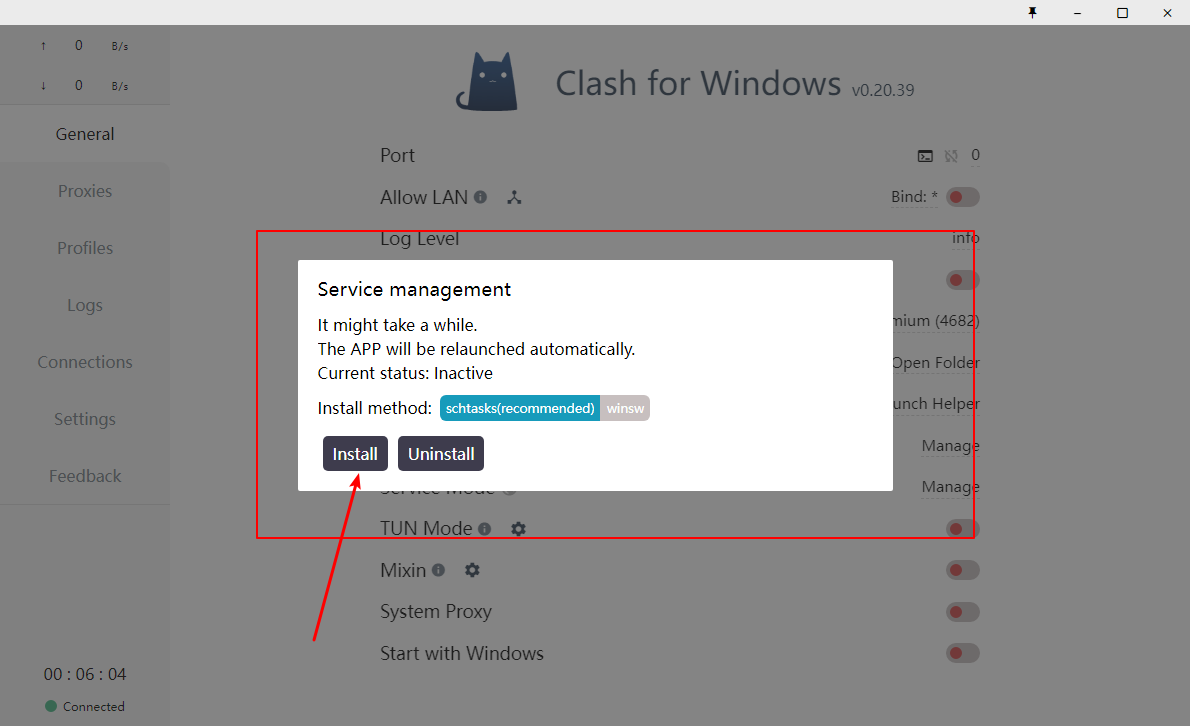 ↑ 0 B/s
↓ 0 B/s
General
Proxies
Profiles
Logs
Connections
Settings
Feedback
00 : 06 : 04
Connected
Clash for Windows v0.20.39
Port 0
Allow LAN Bind: *
Log Level info
Service management
It might take a while.
The APP will be relaunched automatically.
Current status: Inactive
Install method: schtasks(recommended) winsw
Install Uninstall
mium (4682)
Open Folder
unch Helper
Manage
Service Mode Manage
TUN Mode
Mixin
System Proxy
Start with Windows